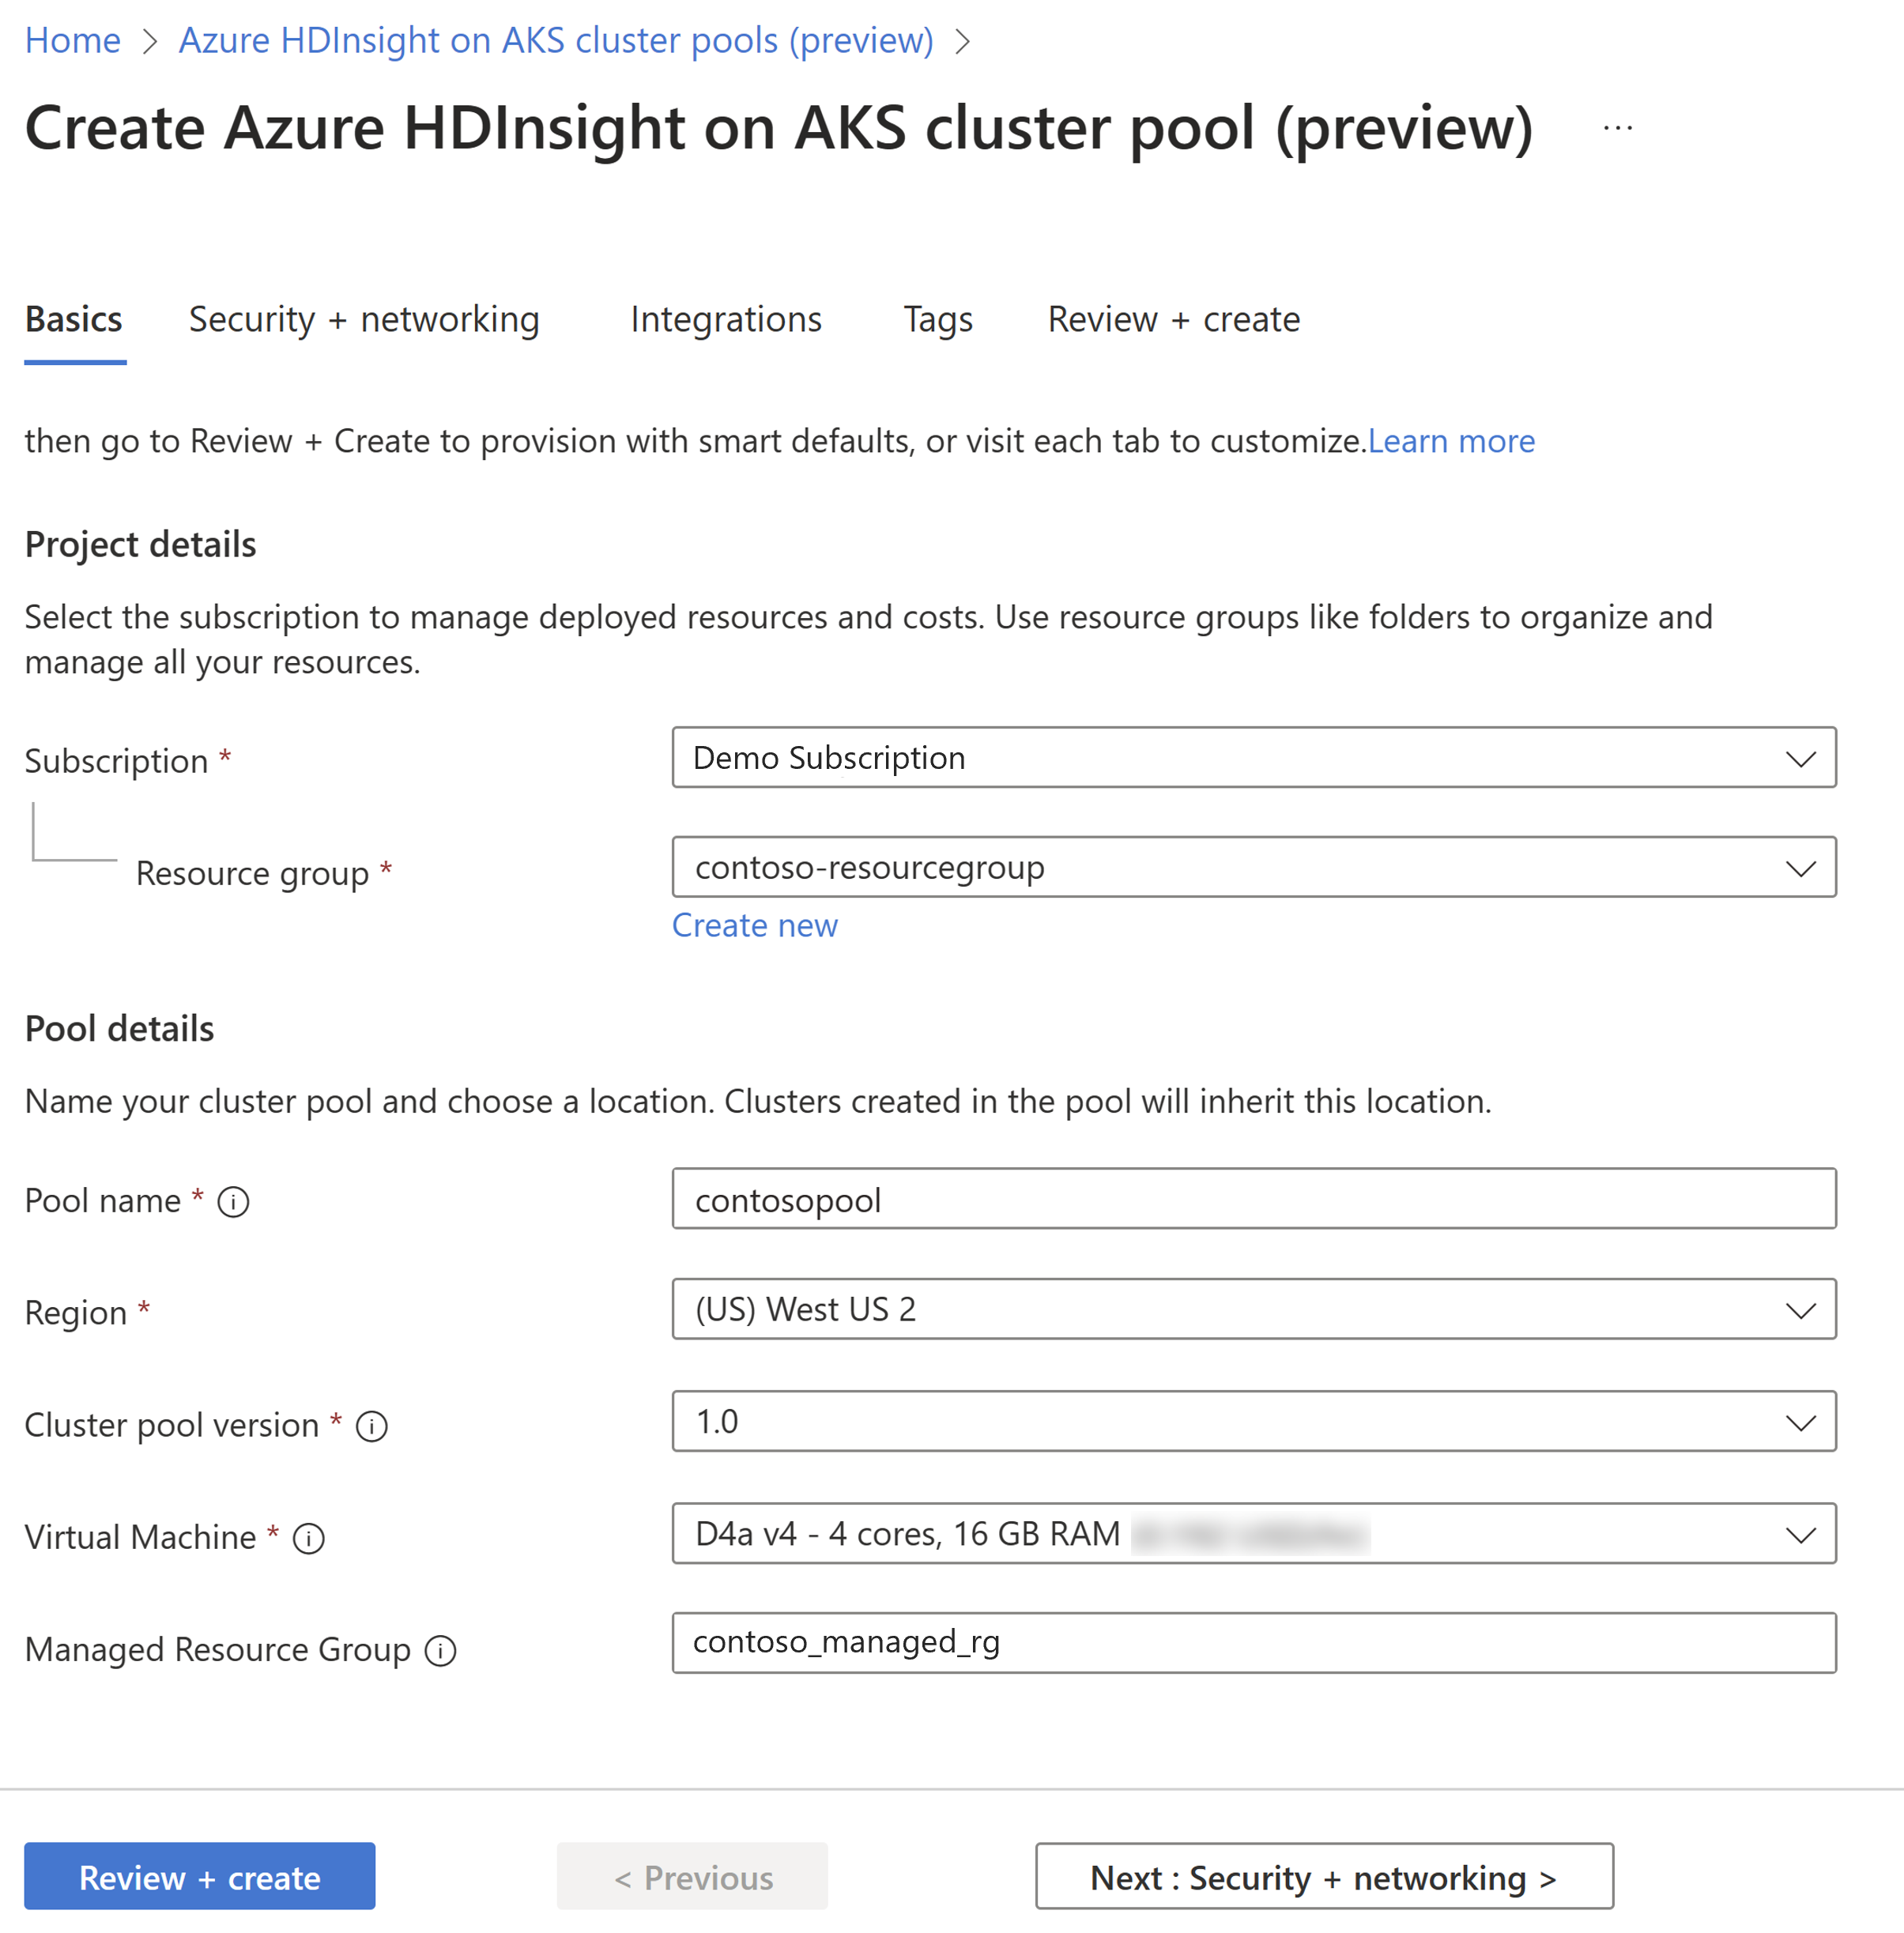 Home > Azure HDInsight on AKS cluster pools (preview) >
Create Azure HDInsight on AKS cluster pool (preview) ...
Basics Security + networking Integrations Tags Review + create
then go to Review + Create to provision with smart defaults, or visit each tab to customize.Learn more
Project details
Select the subscription to manage deployed resources and costs. Use resource groups like folders to organize and
manage all your resources.
Subscription * Demo Subscription
Resource group * contoso-resourcegroup
Create new
Pool details
Name your cluster pool and choose a location. Clusters created in the pool will inherit this location.
Pool name * contosopool
Region * (US) West US 2
Cluster pool version * 1.0
Virtual Machine * D4a v4 - 4 cores, 16 GB RAM
Managed Resource Group contoso_managed_rg
Review + create < Previous Next : Security + networking >